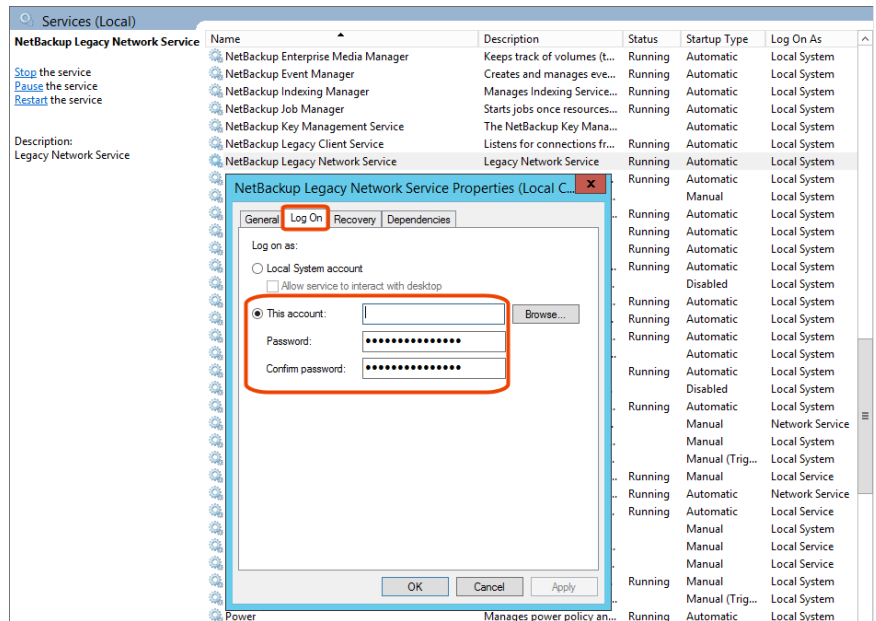 Services (Local)
NetBackup Legacy Network Service
Stop the service
Pause the service
Restart the service
Description:
Legacy Network Service
Name Description Status Startup Type Log On As
NetBackup Enterprise Media Manager Keeps track of volumes (t... Running Automatic Local System
NetBackup Event Manager Creates and manages eve... Running Automatic Local System
NetBackup Indexing Manager Manages Indexing Service... Running Automatic Local System
NetBackup Job Manager Starts jobs once resources... Running Automatic Local System
NetBackup Key Management Service The NetBackup Key Mana... Automatic Local System
NetBackup Legacy Client Service Listens for connections fr... Running Automatic Local System
NetBackup Legacy Network Service Legacy Network Service Running Automatic Local System
Running Automatic Local System
Manual Local System
Running Automatic Local System
Running Automatic Local System
Running Automatic Local System
Running Automatic Local System
Disabled Local System
Running Automatic Local System
Running Automatic Local System
Running Automatic Local System
Automatic Local System
Running Automatic Local System
Disabled Local System
Running Automatic Local System
Manual Network Service
Manual Local System
Manual (Trig... Local System
Running Manual Local Service
Running Automatic Network Service
Running Automatic Local Service
Manual Local System
Manual Local Service
Manual Local Service
Running Manual Local System
Manual (Trig... Local System
Power Manages power policy an... Running Automatic Local System
NetBackup Legacy Network Service Properties (Local C...
General Log On Recovery Dependencies
Log on as:
Local System account
Allow service to interact with desktop
This account: Browse...
Password: •••••••••••••••
Confirm password: •••••••••••••••
OK Cancel Apply